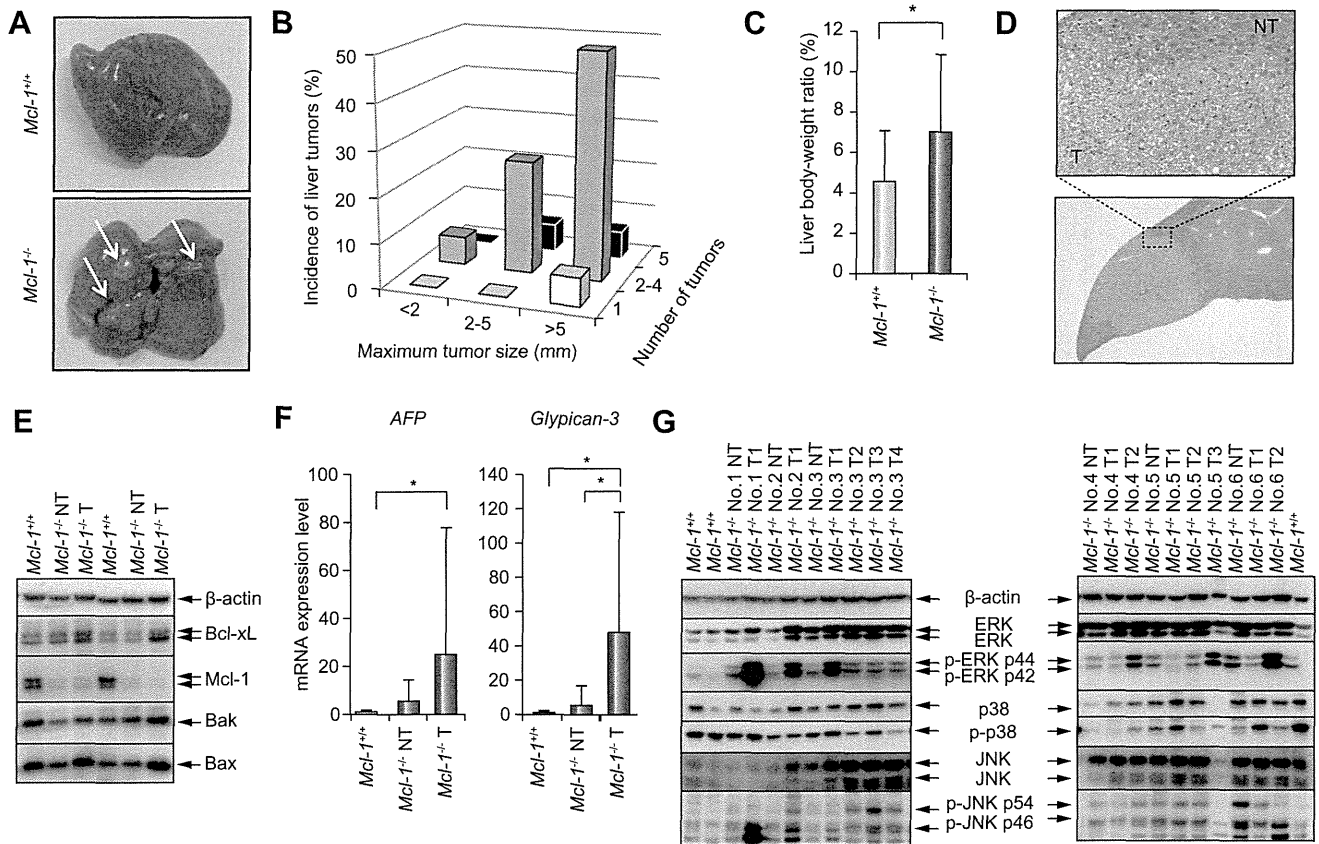 A
Mcl-1+/+
Mcl-1-/-
B
Incidence of liver tumors (%)
50
40
30
20
10
0
<2
2-5
>5
Maximum tumor size (mm)
1
2-4
5
Number of tumors
C
*
Liver body-weight ratio (%)
12
10
8
6
4
2
0
Mcl-1+/+
Mcl-1-/-
D
NT
T
E
Mcl-1+/+
Mcl-1-/- NT
Mcl-1-/- T
Mcl-1+/+
Mcl-1-/- NT
Mcl-1-/- T
β-actin
Bcl-xL
Mcl-1
Bak
Bax
F
AFP
mRNA expression level
100
80
60
40
20
0
*
Mcl-1+/+
Mcl-1-/- NT
Mcl-1-/- T
Glypican-3
140
120
100
80
60
40
20
0
*
*
Mcl-1+/+
Mcl-1-/- NT
Mcl-1-/- T
G
Mcl-1+/+
Mcl-1+/+
Mcl-1-/- No.1 NT
Mcl-1-/- No.1 T1
Mcl-1-/- No.2 NT
Mcl-1-/- No.2 T1
Mcl-1-/- No.3 NT
Mcl-1-/- No.3 T1
Mcl-1-/- No.3 T2
Mcl-1-/- No.3 T3
Mcl-1-/- No.3 T4
Mcl-1-/- No.4 NT
Mcl-1-/- No.4 T1
Mcl-1-/- No.4 T2
Mcl-1-/- No.5 NT
Mcl-1-/- No.5 T1
Mcl-1-/- No.5 T2
Mcl-1-/- No.5 T3
Mcl-1-/- No.6 NT
Mcl-1-/- No.6 T1
Mcl-1-/- No.6 T2
Mcl-1+/+
β-actin
ERK
ERK
p-ERK p44
p-ERK p42
p38
p-p38
JNK
JNK
p-JNK p54
p-JNK p46